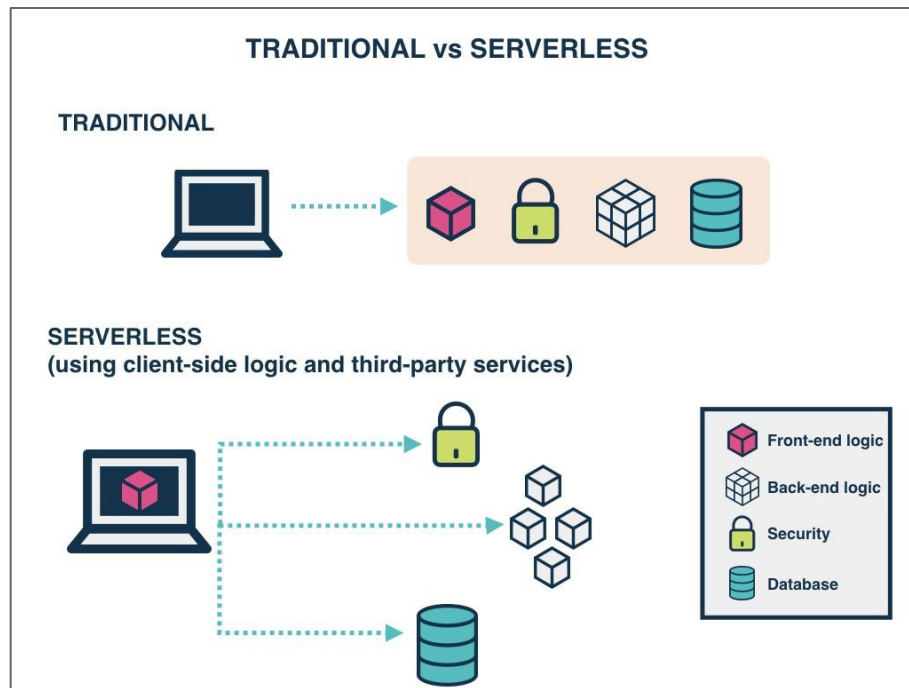 TRADITIONAL vs SERVERLESS
TRADITIONAL
SERVERLESS
(using client-side logic and third-party services)
Front-end logic
Back-end logic
Security
Database